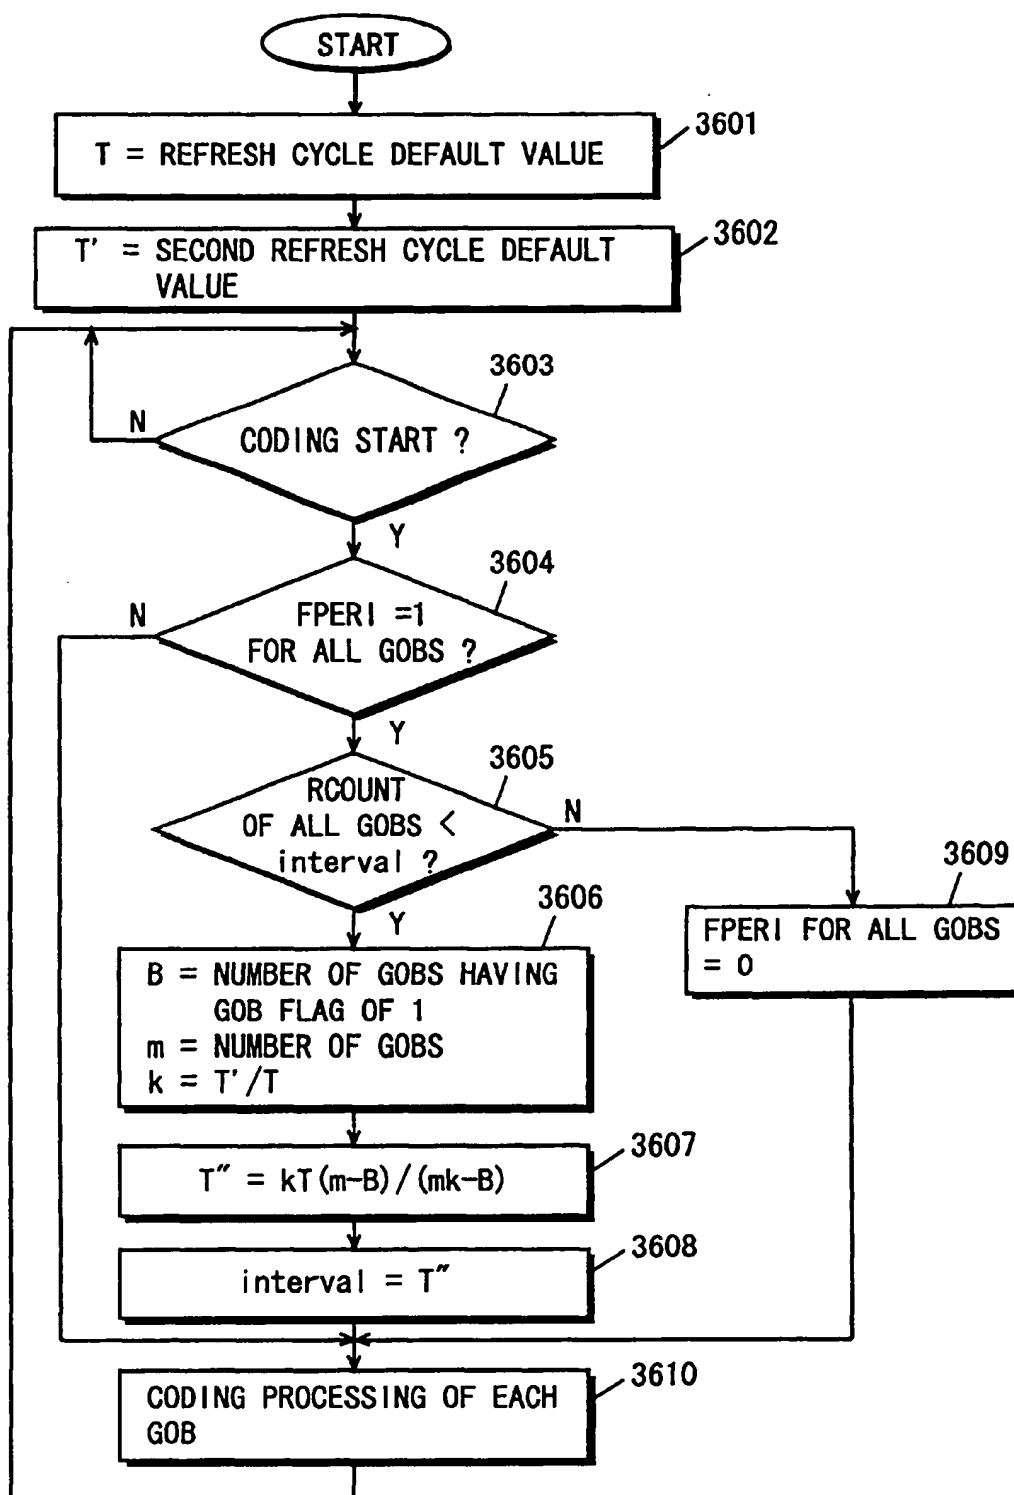 START
3601
T = REFRESH CYCLE DEFAULT VALUE
3602
T' = SECOND REFRESH CYCLE DEFAULT
VALUE
3603
N
CODING START ?
Y
3604
N
FPERI =1
FOR ALL GOBS ?
Y
3605
RCOUNT
OF ALL GOBS <
interval ?
N
Y
3606
3609
B = NUMBER OF GOBS HAVING
GOB FLAG OF 1
m = NUMBER OF GOBS
k = T'/T
FPERI FOR ALL GOBS
= 0
3607
T″ = kT(m-B)/(mk-B)
3608
interval = T″
3610
CODING PROCESSING OF EACH
GOB